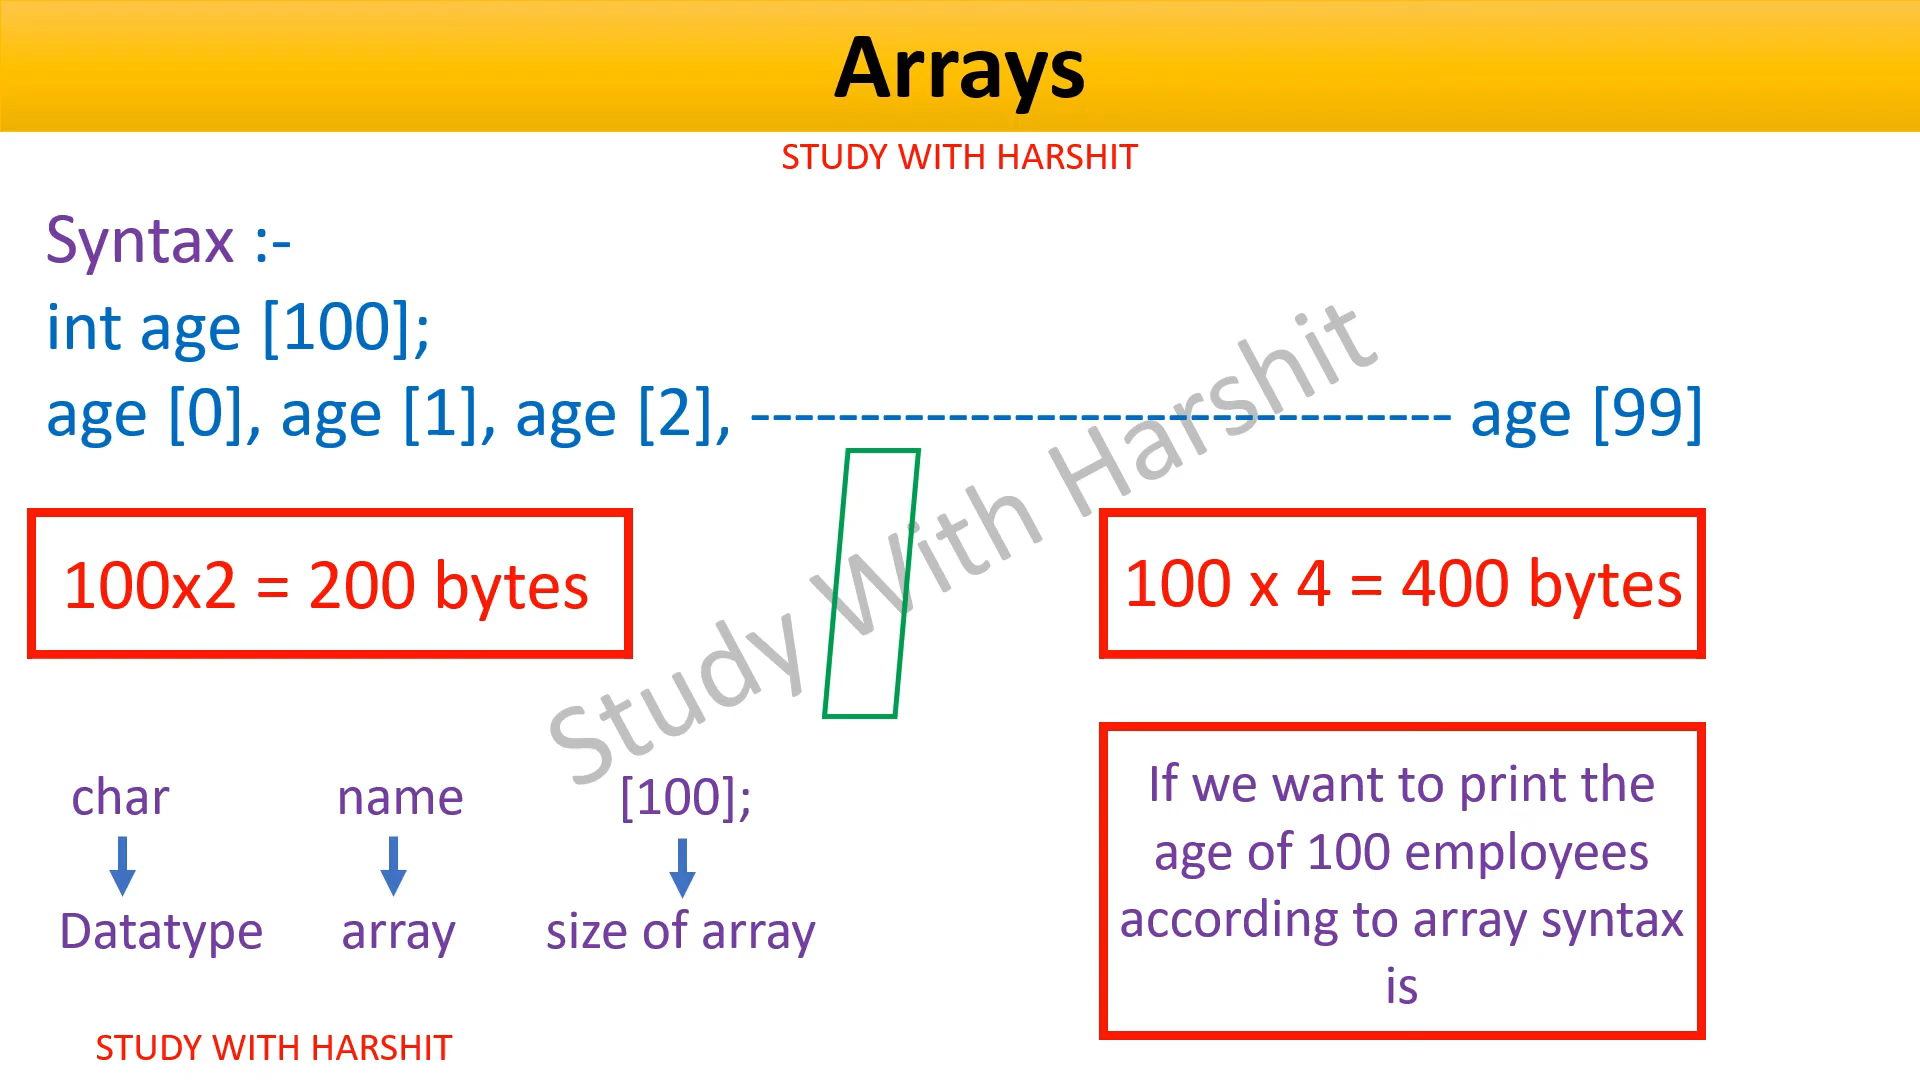 Arrays
STUDY WITH HARSHIT
Syntax :-
int age [100];
age [0], age [1], age [2], -------------------------------- age [99]
100x2 = 200 bytes
100 x 4 = 400 bytes
Study With Harshit
char name [100];
Datatype array size of array
If we want to print the
age of 100 employees
according to array syntax
is
STUDY WITH HARSHIT